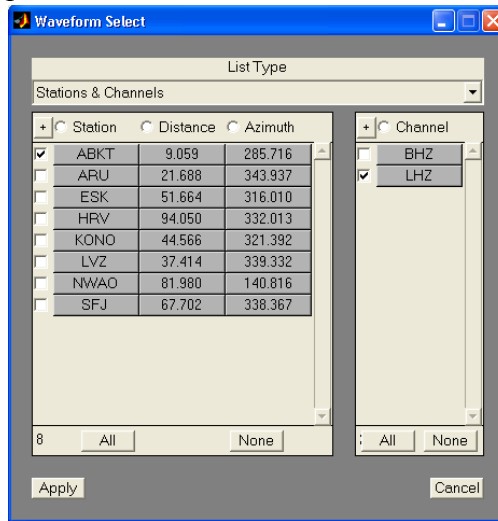 Waveform Select
List Type
Stations & Channels
+ Station Distance Azimuth + Channel
ABKT 9.059 285.716 BHZ
ARU 21.688 343.937 LHZ
ESK 51.664 316.010
HRV 94.050 332.013
KONO 44.566 321.392
LVZ 37.414 339.332
NWAO 81.980 140.816
SFJ 67.702 338.367
8 All None All None
Apply Cancel